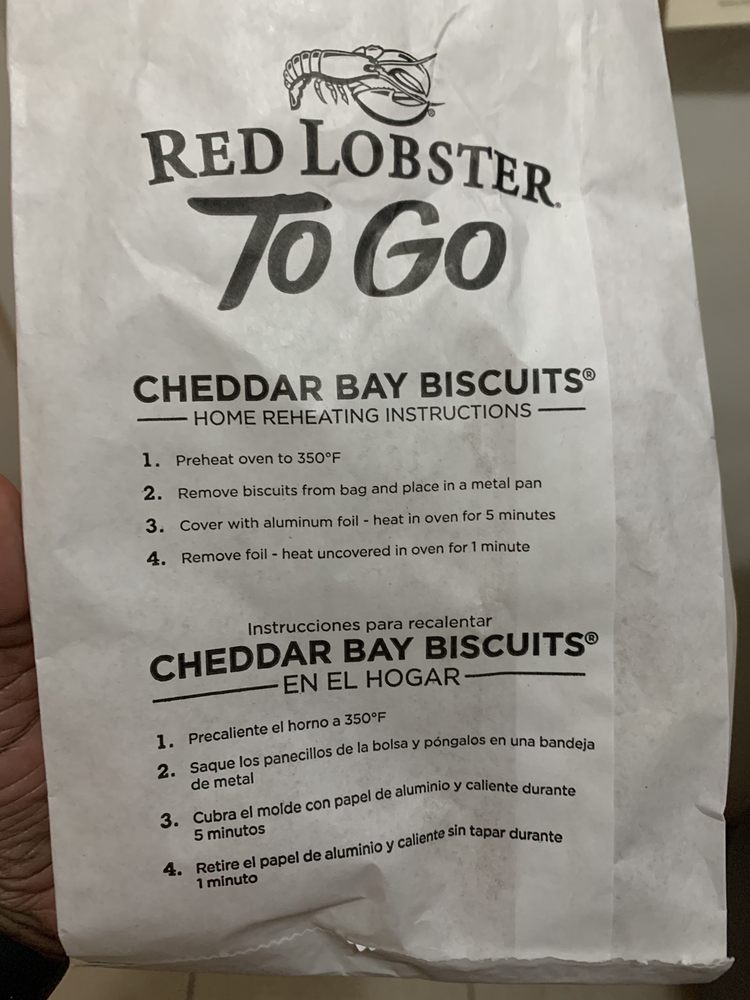 RED LOBSTER®
TO GO
CHEDDAR BAY BISCUITS®
HOME REHEATING INSTRUCTIONS
1. Preheat oven to 350°F
2. Remove biscuits from bag and place in a metal pan
3. Cover with aluminum foil - heat in oven for 5 minutes
4. Remove foil - heat uncovered in oven for 1 minute
Instrucciones para recalentar
CHEDDAR BAY BISCUITS®
EN EL HOGAR
1. Precaliente el horno a 350°F
2. Saque los panecillos de la bolsa y póngalos en una bandeja
de metal
3. Cubra el molde con papel de aluminio y caliente durante
5 minutos
4. Retire el papel de aluminio y caliente sin tapar durante
1 minuto